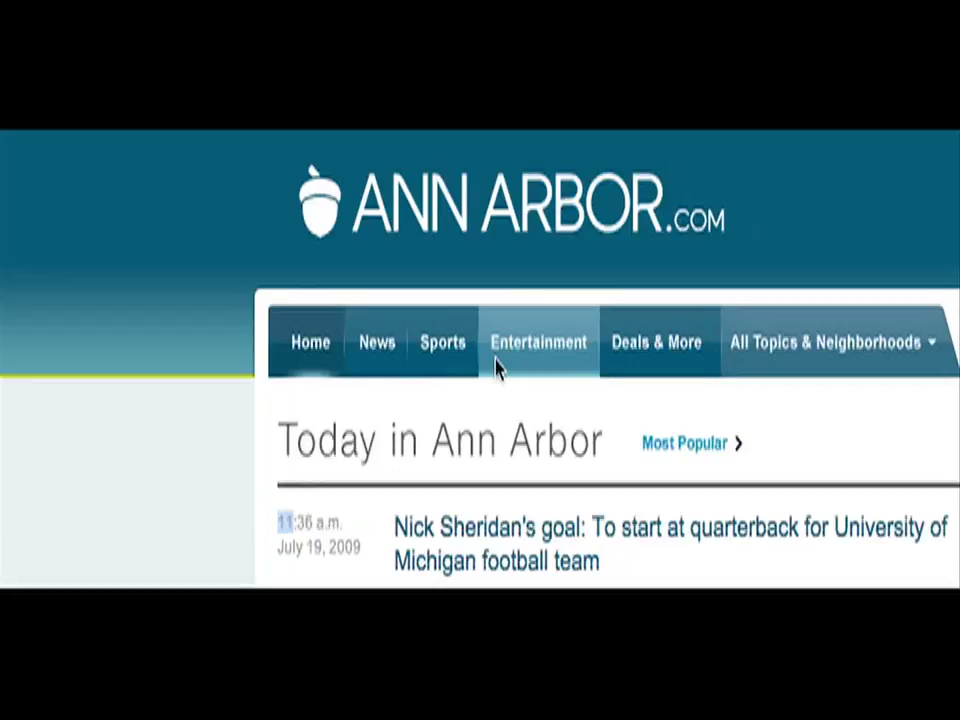 ANN ARBOR.COM
Home News Sports Entertainment Deals & More All Topics & Neighborhoods
Today in Ann Arbor Most Popular
11:36 a.m.
July 19, 2009
Nick Sheridan's goal: To start at quarterback for University of
Michigan football team